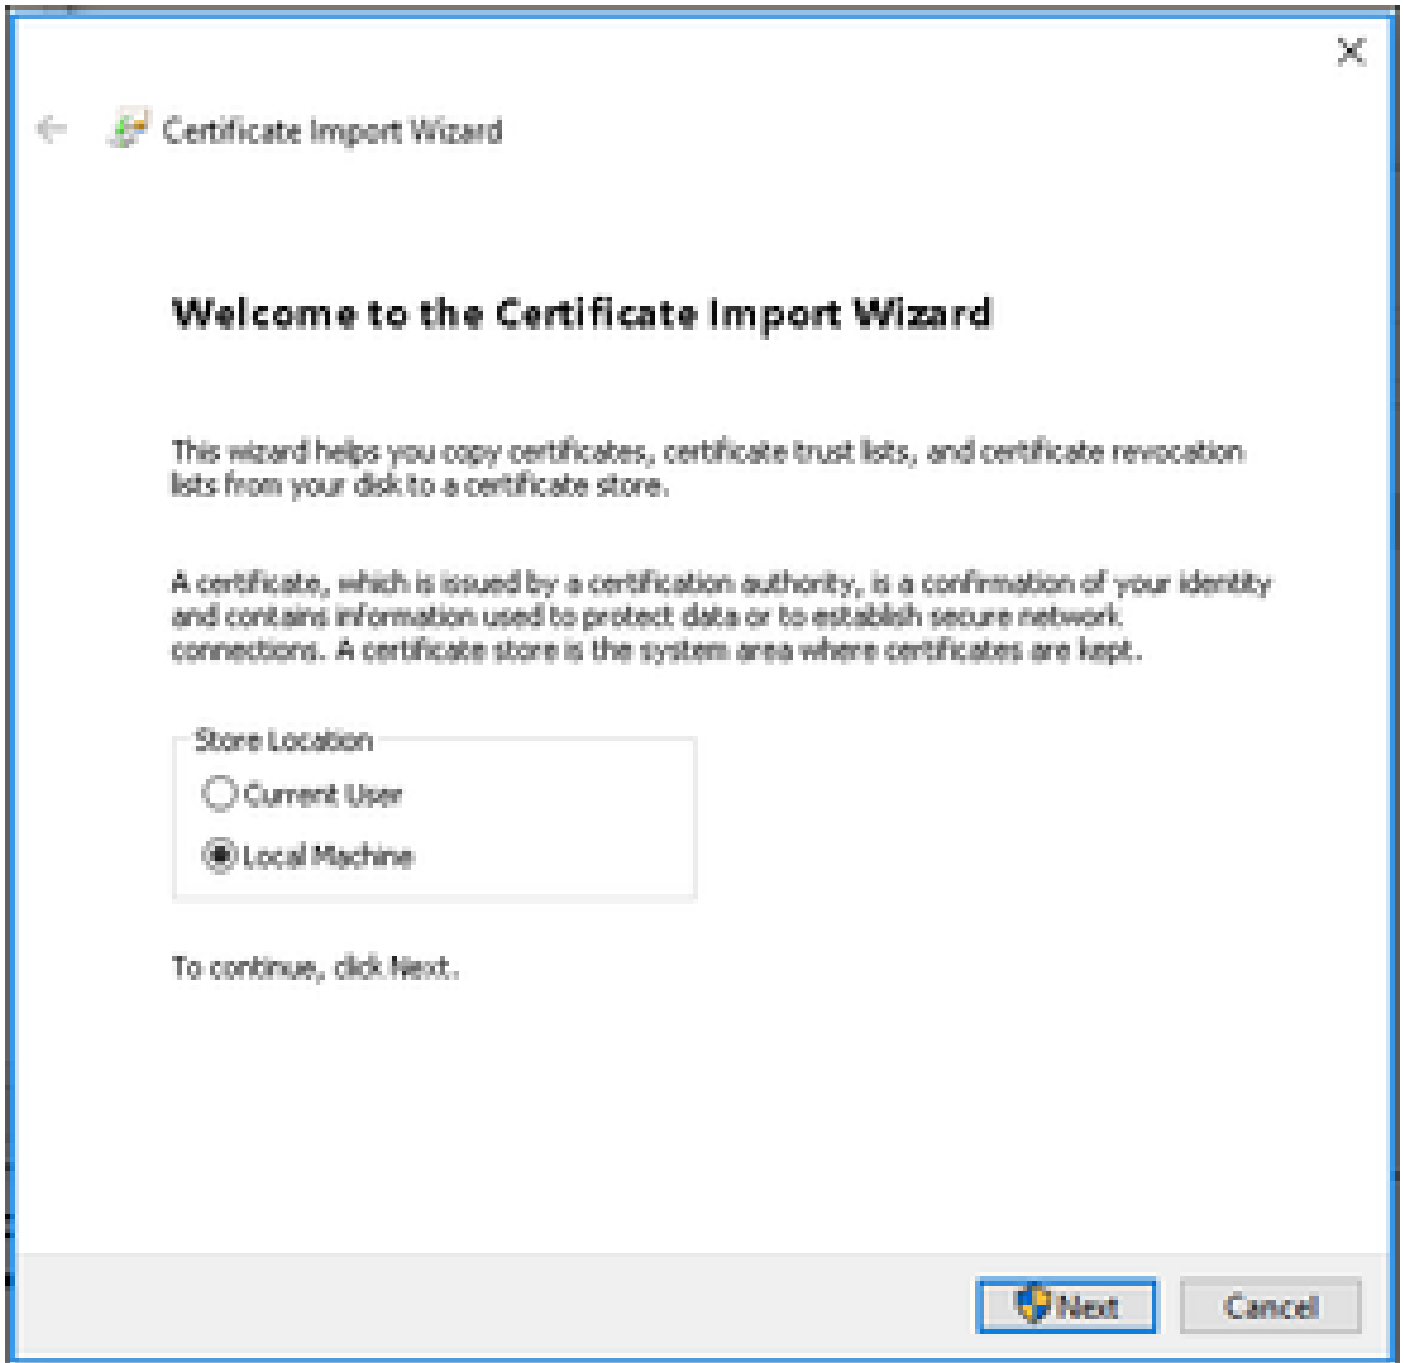 Certificate Import Wizard
Welcome to the Certificate Import Wizard
This wizard helps you copy certificates, certificate trust lists, and certificate revocation
lists from your disk to a certificate store.
A certificate, which is issued by a certification authority, is a confirmation of your identity
and contains information used to protect data or to establish secure network
connections. A certificate store is the system area where certificates are kept.
Store Location
Current User
Local Machine
To continue, click Next.
Next
Cancel